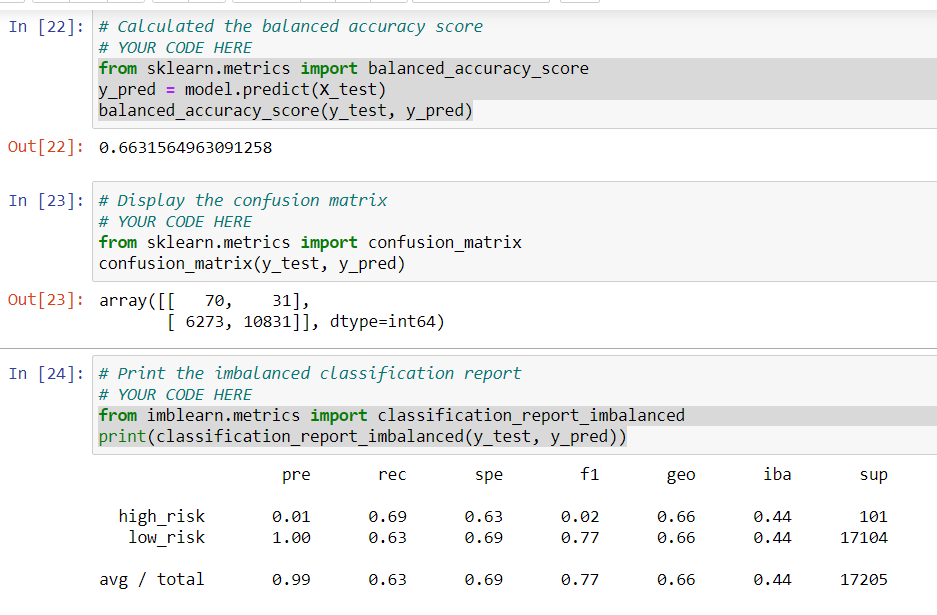 In [22]: # Calculated the balanced accuracy score
# YOUR CODE HERE
from sklearn.metrics import balanced_accuracy_score
y_pred = model.predict(X_test)
balanced_accuracy_score(y_test, y_pred)
Out[22]: 0.6631564963091258
In [23]: # Display the confusion matrix
# YOUR CODE HERE
from sklearn.metrics import confusion_matrix
confusion_matrix(y_test, y_pred)
Out[23]: array([[   70,    31],
       [ 6273, 10831]], dtype=int64)
In [24]: # Print the imbalanced classification report
# YOUR CODE HERE
from imblearn.metrics import classification_report_imbalanced
print(classification_report_imbalanced(y_test, y_pred))
pre rec spe f1 geo iba sup
high_risk 0.01 0.69 0.63 0.02 0.66 0.44 101
low_risk 1.00 0.63 0.69 0.77 0.66 0.44 17104
avg / total 0.99 0.63 0.69 0.77 0.66 0.44 17205